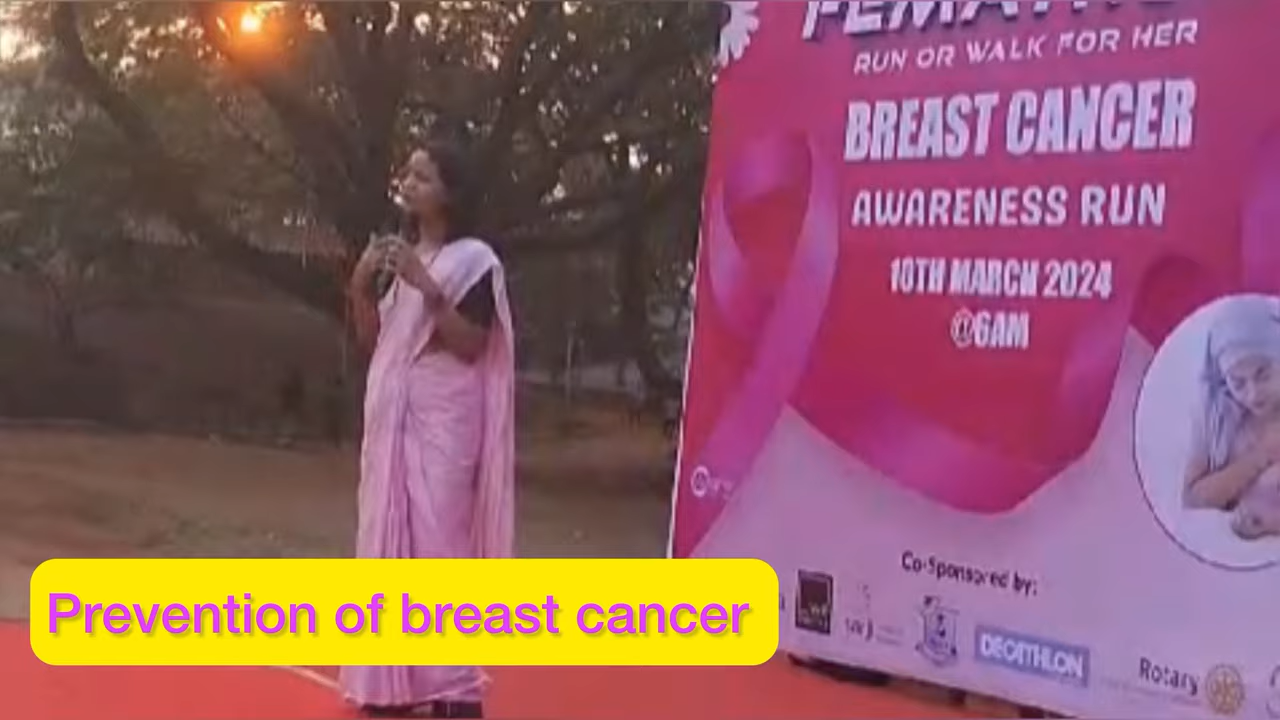 RUN OR WALK FOR HER
BREAST CANCER
AWARENESS RUN
10TH MARCH 2024
@6AM
Co-Sponsored by:
DECATHLON
Rotary
Prevention of breast cancer